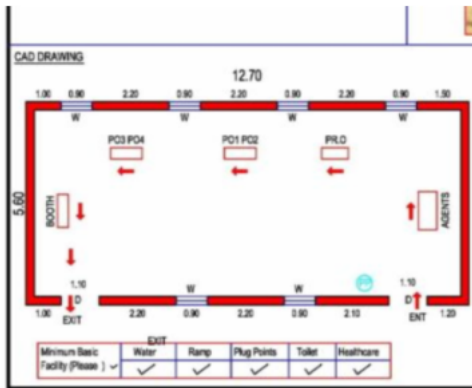 CAD DRAWING
12.70
1.00 0.90 2.20 0.90 2.20 0.90 2.20 0.90 1.50
W W W W
PO3 PO4 PO1 PO2 P.R.O
5.60
BOOTH
AGENTS
1.10 W W 1.10
D D
1.00 EXIT 2.20 0.90 2.20 0.90 2.10 ENT 1.20
EXIT
Minimum Basic Facility (Please ) ✓ Water Ramp Plug Points Toilet Healthcare
✓ ✓ ✓ ✓ ✓